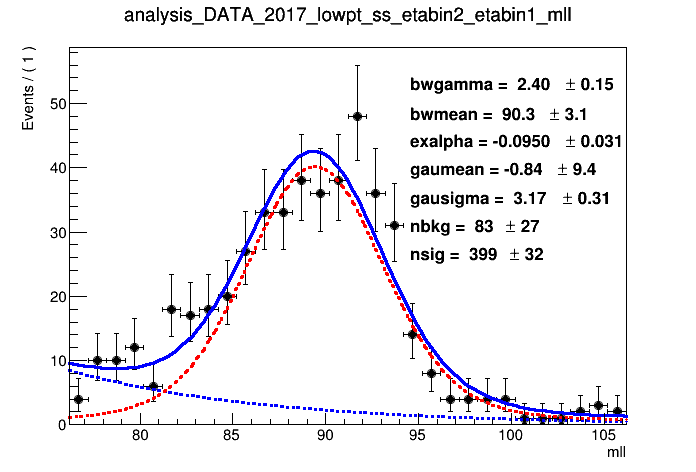 analysis_DATA_2017_lowpt_ss_etabin2_etabin1_mll
Events / ( 1 )
bwgamma = 2.40 ± 0.15
bwmean = 90.3 ± 3.1
exalpha = -0.0950 ± 0.031
gaumean = -0.84 ± 9.4
gausigma = 3.17 ± 0.31
nbkg = 83 ± 27
nsig = 399 ± 32
50
40
30
20
10
0
80 85 90 95 100 105
mll